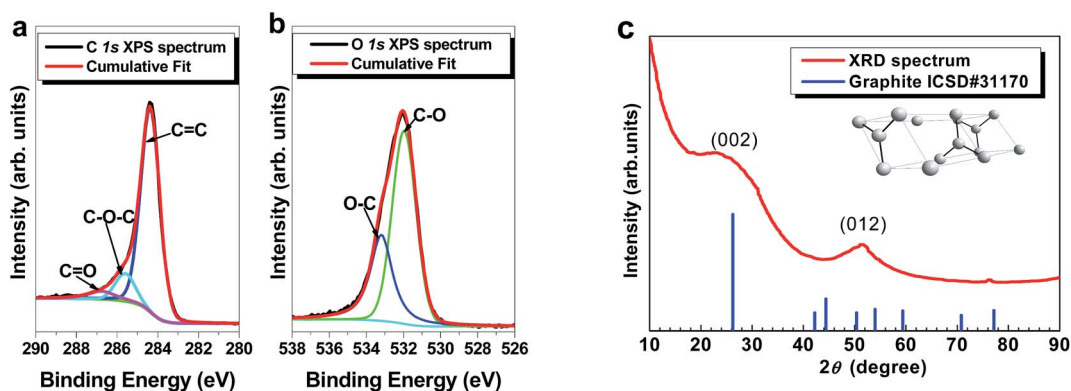 a
C 1s XPS spectrum
Cumulative Fit
C=C
C-O-C
C=O
Intensity (arb. units)
290 288 286 284 282 280
Binding Energy (eV)
b
O 1s XPS spectrum
Cumulative Fit
C-O
O-C
Intensity (arb. units)
538 536 534 532 530 528 526
Binding Energy (eV)
c
XRD spectrum
Graphite ICSD#31170
(002)
(012)
Intensity (arb.units)
10 20 30 40 50 60 70 80 90
2θ (degree)